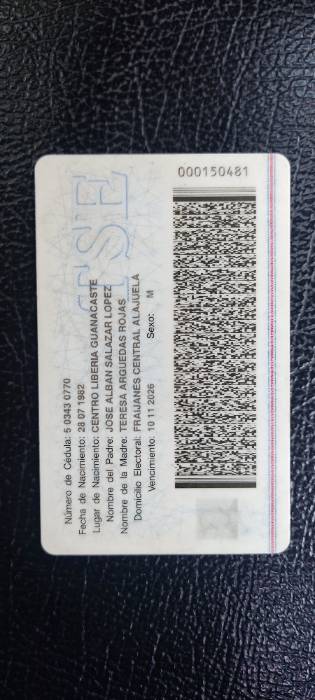 Número de Cédula: 5 0343 0770
Fecha de Nacimiento: 28 07 1982
Lugar de Nacimiento: CENTRO LIBERIA GUANACASTE
Nombre del Padre: JOSE ALBAN SALAZAR LOPEZ
Nombre de la Madre: TERESA ARGUEDAS ROJAS
Domicilio Electoral: FRAIJANES CENTRAL ALAJUELA
Vencimiento: 10 11 2026 Sexo: M
TSE
000150481